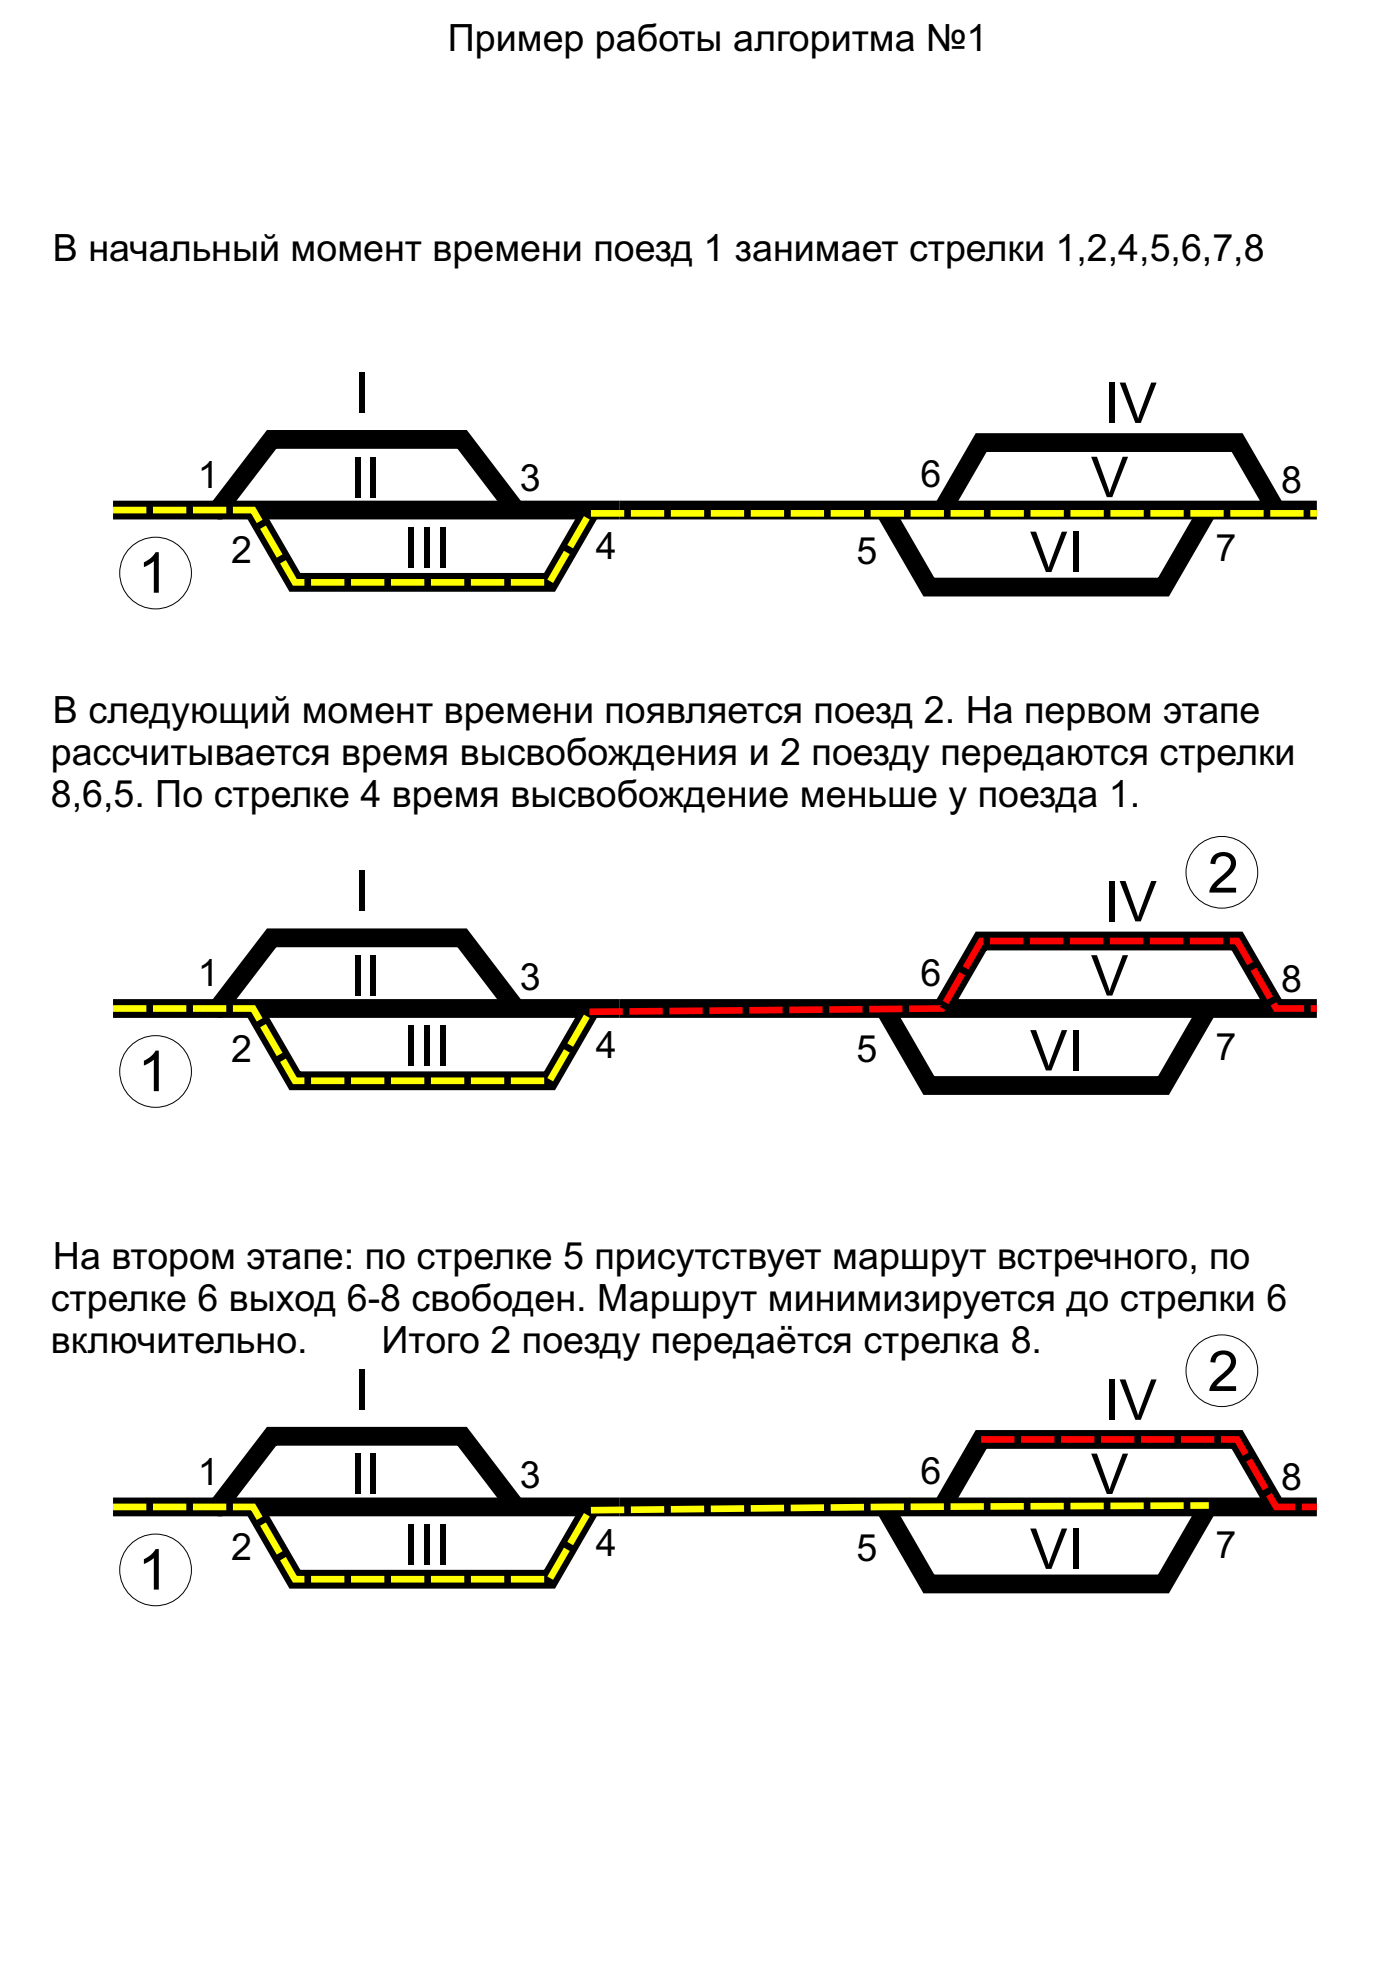 Пример работы алгоритма №1
В начальный момент времени поезд 1 занимает стрелки 1,2,4,5,6,7,8
I
IV
1
II
3
6
V
8
2
III
4
5
VI
7
1
В следующий момент времени появляется поезд 2. На первом этапе
рассчитывается время высвобождения и 2 поезду передаются стрелки
8,6,5. По стрелке 4 время высвобождение меньше у поезда 1.
2
I
IV
1
II
3
6
V
8
2
III
4
5
VI
7
1
На втором этапе: по стрелке 5 присутствует маршрут встречного, по
стрелке 6 выход 6-8 свободен. Маршрут минимизируется до стрелки 6
включительно. Итого 2 поезду передаётся стрелка 8.
2
I
IV
1
II
3
6
V
8
2
III
4
5
VI
7
1